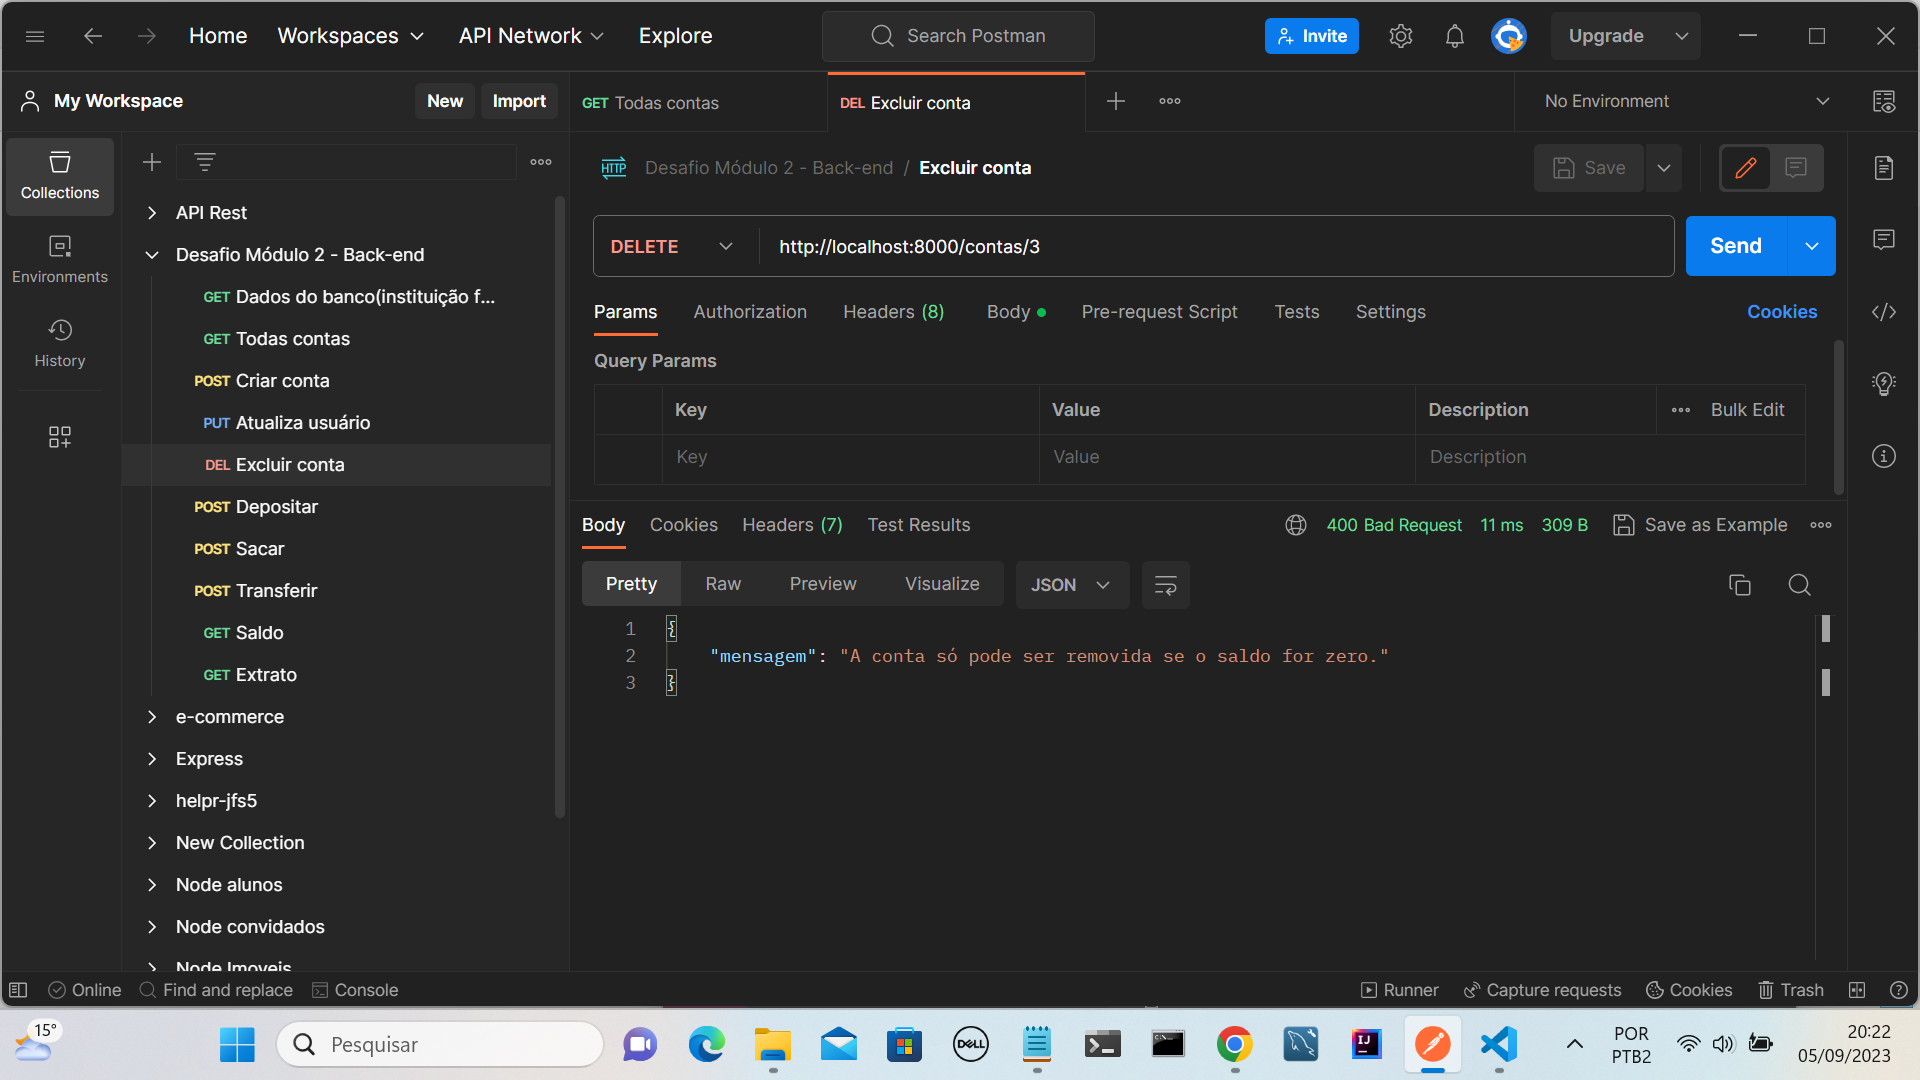 Home Workspaces API Network Explore Search Postman Invite Upgrade
My Workspace New Import GET Todas contas DEL Excluir conta No Environment
Collections
Environments
History
API Rest
Desafio Módulo 2 - Back-end
GET Dados do banco(instituição f...
GET Todas contas
POST Criar conta
PUT Atualiza usuário
DEL Excluir conta
POST Depositar
POST Sacar
POST Transferir
GET Saldo
GET Extrato
e-commerce
Express
helpr-jfs5
New Collection
Node alunos
Node convidados
Node Imoveis
HTTP Desafio Módulo 2 - Back-end / Excluir conta Save
DELETE http://localhost:8000/contas/3 Send
Params Authorization Headers (8) Body Pre-request Script Tests Settings Cookies
Query Params
Key Value Description Bulk Edit
Key Value Description
Body Cookies Headers (7) Test Results 400 Bad Request 11 ms 309 B Save as Example
Pretty Raw Preview Visualize JSON
1 {
2 "mensagem": "A conta só pode ser removida se o saldo for zero."
3 }
Online Find and replace Console Runner Capture requests Cookies Trash
15° Pesquisar DELL IJ POR 20:22
PTB2 05/09/2023